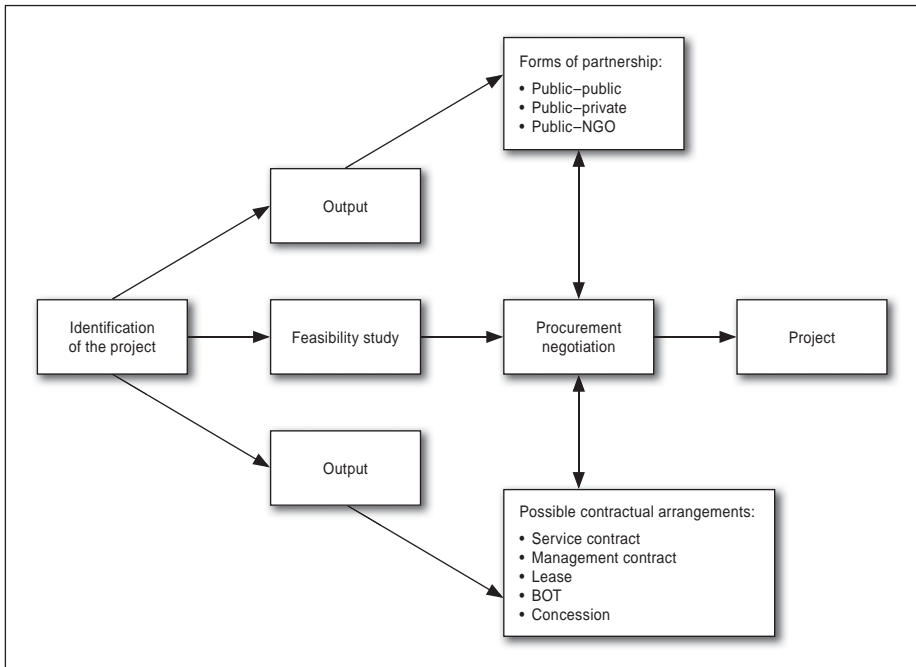 Forms of partnership:
• Public–public
• Public–private
• Public–NGO
Output
Identification
of the project
Feasibility study
Procurement
negotiation
Project
Output
Possible contractual arrangements:
• Service contract
• Management contract
• Lease
• BOT
• Concession